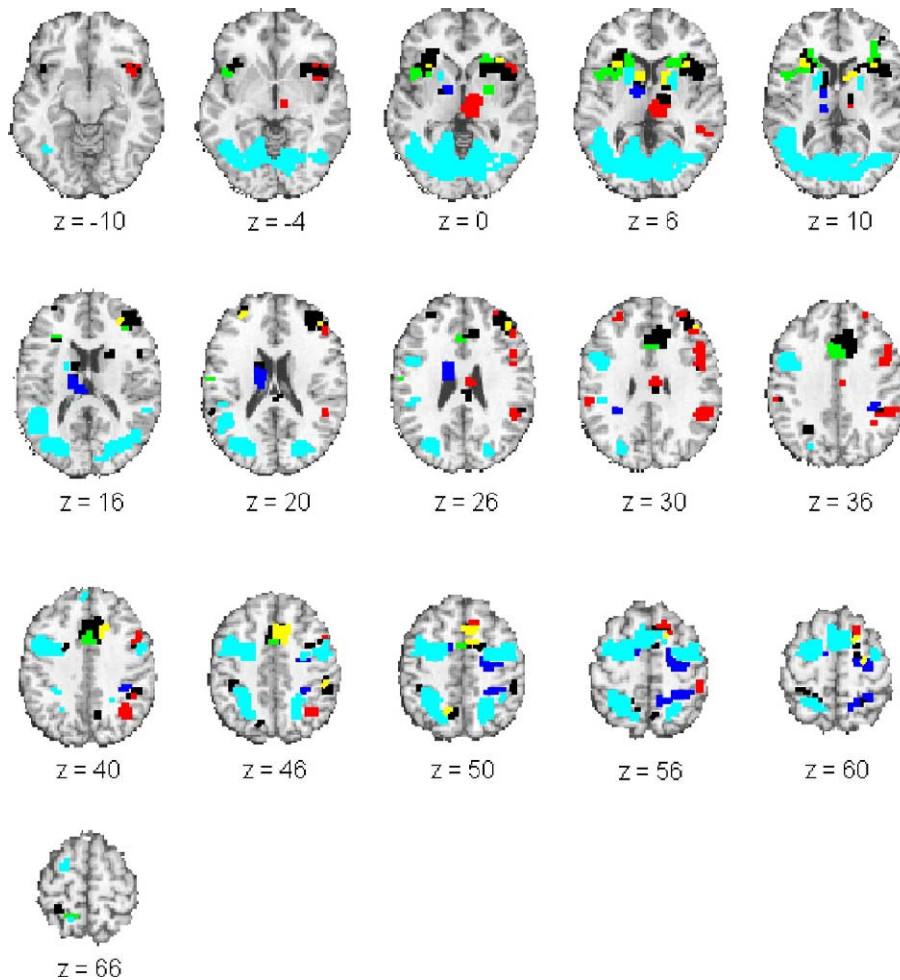 z = -10 z = -4 z = 0 z = 6 z = 10
z = 16 z = 20 z = 26 z = 30 z = 36
z = 40 z = 46 z = 50 z = 56 z = 60
z = 66